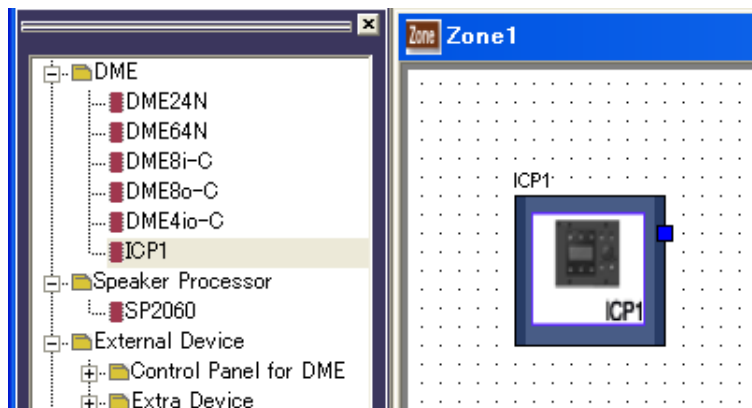 DME
DME24N
DME64N
DME8i-C
DME8o-C
DME4io-C
ICP1
Speaker Processor
SP2060
External Device
Control Panel for DME
Extra Device
Zone Zone1
ICP1
ICP1